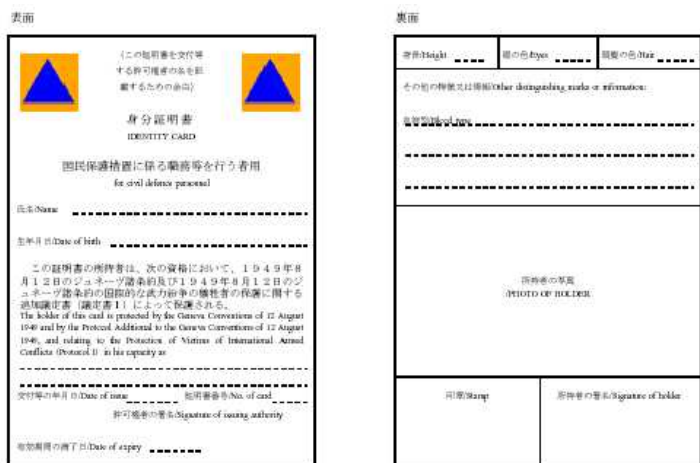 表面
(この証明書を交付等
する許可権者の名を記
載するための余白)
身分証明書
IDENTITY CARD
国民保護措置に係る職務等を行う者用
for civil defence personnel
氏名/Name
生年月日/Date of birth
この証明書の所持者は、次の資格において、1949年8
月12日のジュネーヴ諸条約及び1949年8月12日のジ
ュネーヴ諸条約の国際的な武力紛争の犠牲者の保護に関する
追加議定書(議定書I)によって保護される。
The holder of this card is protected by the Geneva Conventions of 12 August
1949 and by the Protocol Additional to the Geneva Conventions of 12 August
1949, and relating to the Protection of Victims of International Armed
Conflicts (Protocol I) in his capacity as
交付等の年月日/Date of issue 証明書番号/No. of card
許可権者の署名/Signature of issuing authority
有効期間の満了日/Date of expiry
裏面
身長/Height 眼の色/Eyes 頭髪の色/Hair
その他の特徴又は情報/Other distinguishing marks or information:
血液型/Blood type
所持者の写真
/PHOTO OF HOLDER
印章/Stamp 所持者の署名/Signature of holder